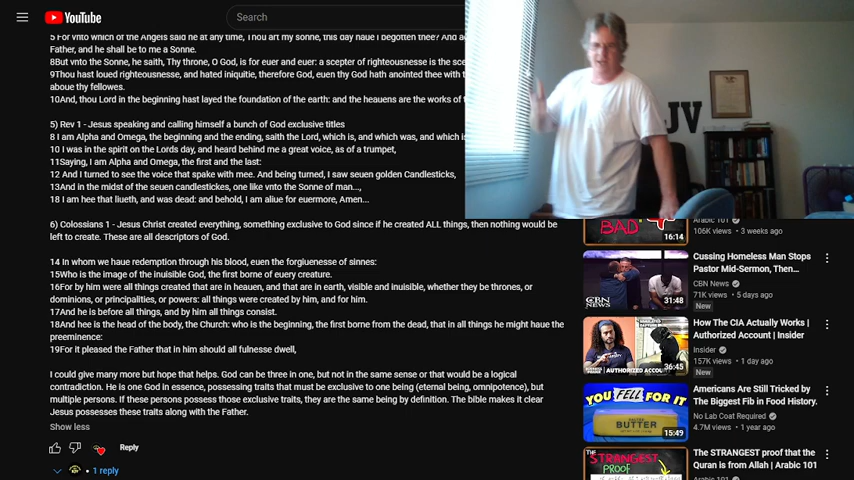 YouTube
Search
5 For vnto which of the Angels said he at any time, Thou art my sonne, this day haue I begotten thee? And
Father, and he shall be to me a Sonne.
8But vnto the Sonne, he saith, Thy throne, O God, is for euer and euer: a scepter of righteousnesse is the
9Thou hast loued righteousnesse, and hated iniquitie, therefore God, euen thy God hath anointed thee with
aboue thy fellowes.
10And, thou Lord in the beginning hast layed the foundation of the earth: and the heauens are the works of
5) Rev 1 - Jesus speaking and calling himself a bunch of God exclusive titles
8 I am Alpha and Omega, the beginning and the ending, saith the Lord, which is, and which was, and which is
10 I was in the spirit on the Lords day, and heard behind me a great voice, as of a trumpet,
11Saying, I am Alpha and Omega, the first and the last:
12 And I turned to see the voice that spake with mee. And being turned, I saw seuen golden Candlesticks,
13And in the midst of the seuen candlestickes, one like vnto the Sonne of man...,
18 I am hee that liueth, and was dead: and behold, I am aliue for euermore, Amen...
6) Colossians 1 - Jesus Christ created everything, something exclusive to God since if he created ALL things, then nothing would be
left to create. These are all descriptors of God.
14 In whom we haue redemption through his blood, euen the forgiuenesse of sinnes:
15Who is the image of the inuisible God, the first borne of euery creature.
16For by him were all things created that are in heauen, and that are in earth, visible and inuisible, whether they be thrones, or
dominions, or principalities, or powers: all things were created by him, and for him.
17And he is before all things, and by him all things consist.
18And hee is the head of the body, the Church: who is the beginning, the first borne from the dead, that in all things he might haue the
preeminence:
19For it pleased the Father that in him should all fulnesse dwell,
I could give many more but hope that helps. God can be three in one, but not in the same sense or that would be a logical
contradiction. He is one God in essence, possessing traits that must be exclusive to one being (eternal being, omnipotence), but
multiple persons. If these persons possess those exclusive traits, they are the same being by definition. The bible makes it clear
Jesus possesses these traits along with the Father.
Show less
Reply
1 reply
JV
BAD
16:14
Arabic 101
106K views • 3 weeks ago
CBN NEWS
31:48
Cussing Homeless Man Stops
Pastor Mid-Sermon, Then...
CBN News
71K views • 5 days ago
New
AUTHORIZED ACCOUNT
36:45
How The CIA Actually Works |
Authorized Account | Insider
Insider
157K views • 1 day ago
New
YOU FELL FOR IT
BUTTER
15:49
Americans Are Still Tricked by
The Biggest Fib in Food History.
No Lab Coat Required
4.7M views • 1 year ago
THE STRANGEST
PROOF
The STRANGEST proof that the
Quran is from Allah | Arabic 101
Arabic 101